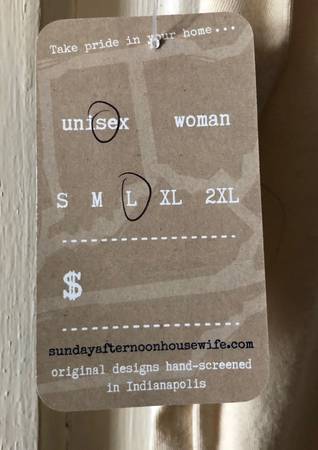 Take pride in your home...
unisex woman
S M L XL 2XL
$
sundayafternoonhousewife.com
original designs hand-screened
in Indianapolis